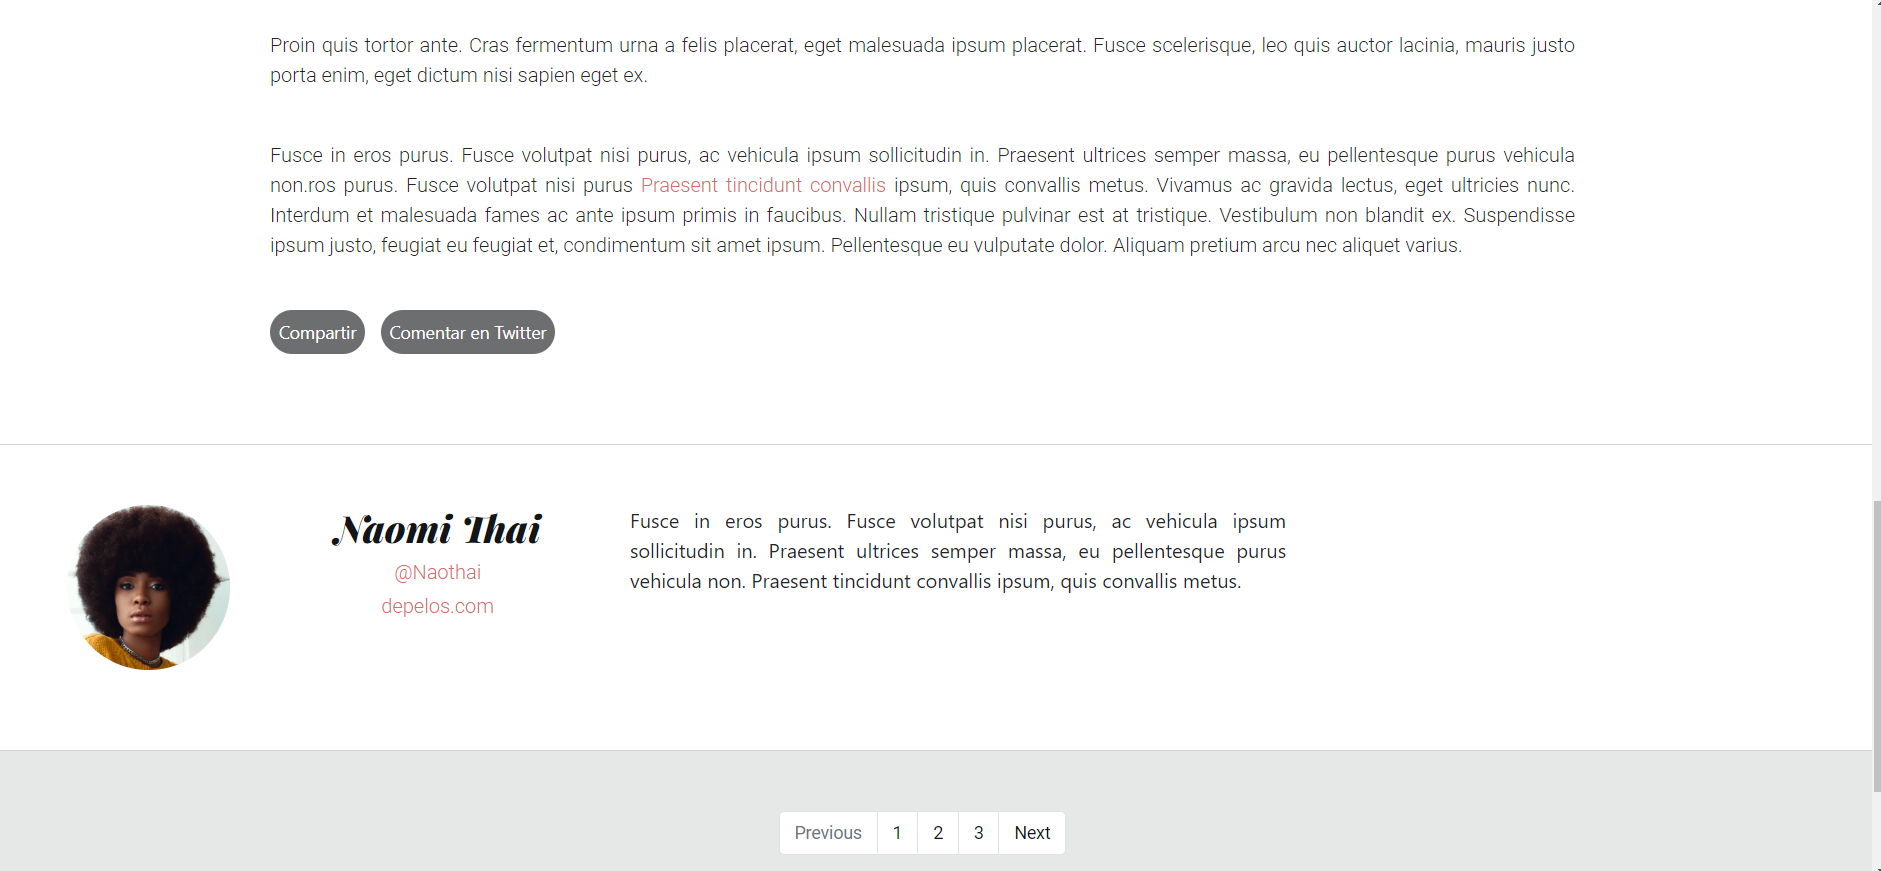 Proin quis tortor ante. Cras fermentum urna a felis placerat, eget malesuada ipsum placerat. Fusce scelerisque, leo quis auctor lacinia, mauris justo
porta enim, eget dictum nisi sapien eget ex.
Fusce in eros purus. Fusce volutpat nisi purus, ac vehicula ipsum sollicitudin in. Praesent ultrices semper massa, eu pellentesque purus vehicula
non.ros purus. Fusce volutpat nisi purus Praesent tincidunt convallis ipsum, quis convallis metus. Vivamus ac gravida lectus, eget ultricies nunc.
Interdum et malesuada fames ac ante ipsum primis in faucibus. Nullam tristique pulvinar est at tristique. Vestibulum non blandit ex. Suspendisse
ipsum justo, feugiat eu feugiat et, condimentum sit amet ipsum. Pellentesque eu vulputate dolor. Aliquam pretium arcu nec aliquet varius.
Compartir Comentar en Twitter
Naomi Thai
@Naothai
depelos.com
Fusce in eros purus. Fusce volutpat nisi purus, ac vehicula ipsum
sollicitudin in. Praesent ultrices semper massa, eu pellentesque purus
vehicula non. Praesent tincidunt convallis ipsum, quis convallis metus.
Previous 1 2 3 Next